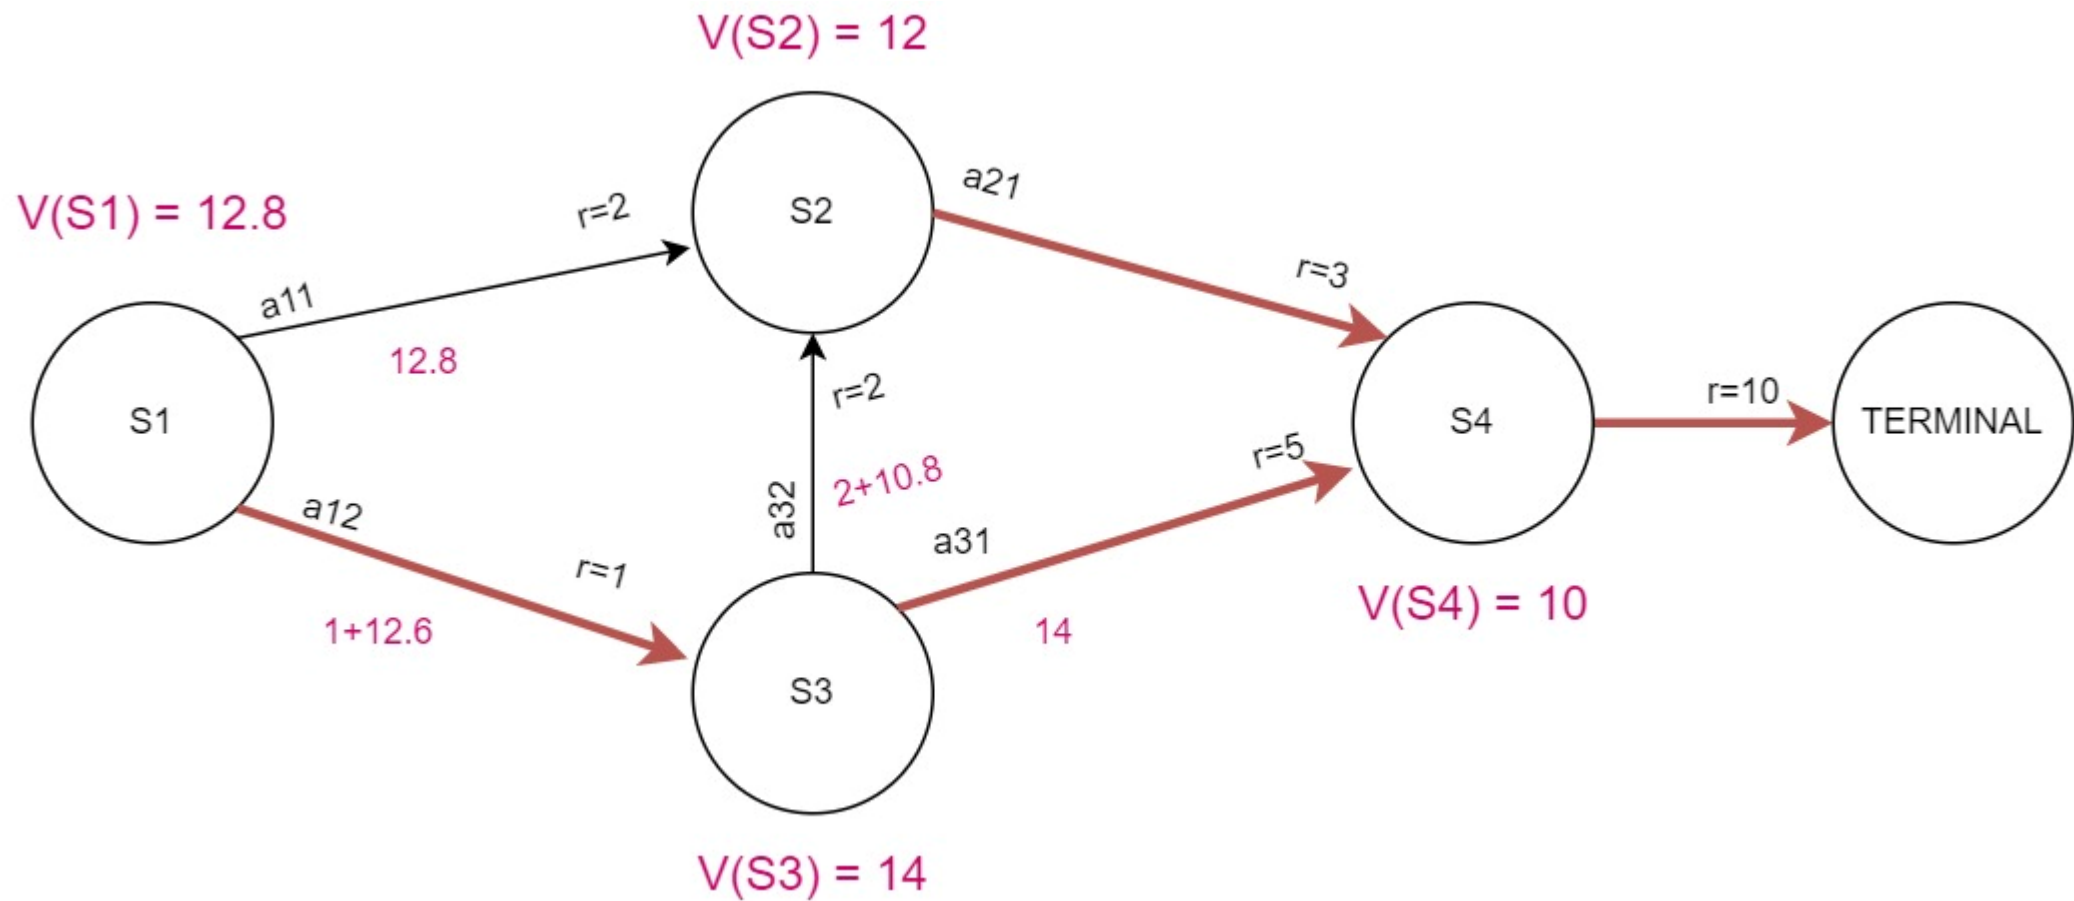 V(S2) = 12
V(S1) = 12.8
r=2
S2
a21
a11
r=3
12.8
r=2
S1
r=10
S4
TERMINAL
a12
a32
2+10.8
r=5
a31
r=1
1+12.6
14
V(S4) = 10
S3
V(S3) = 14